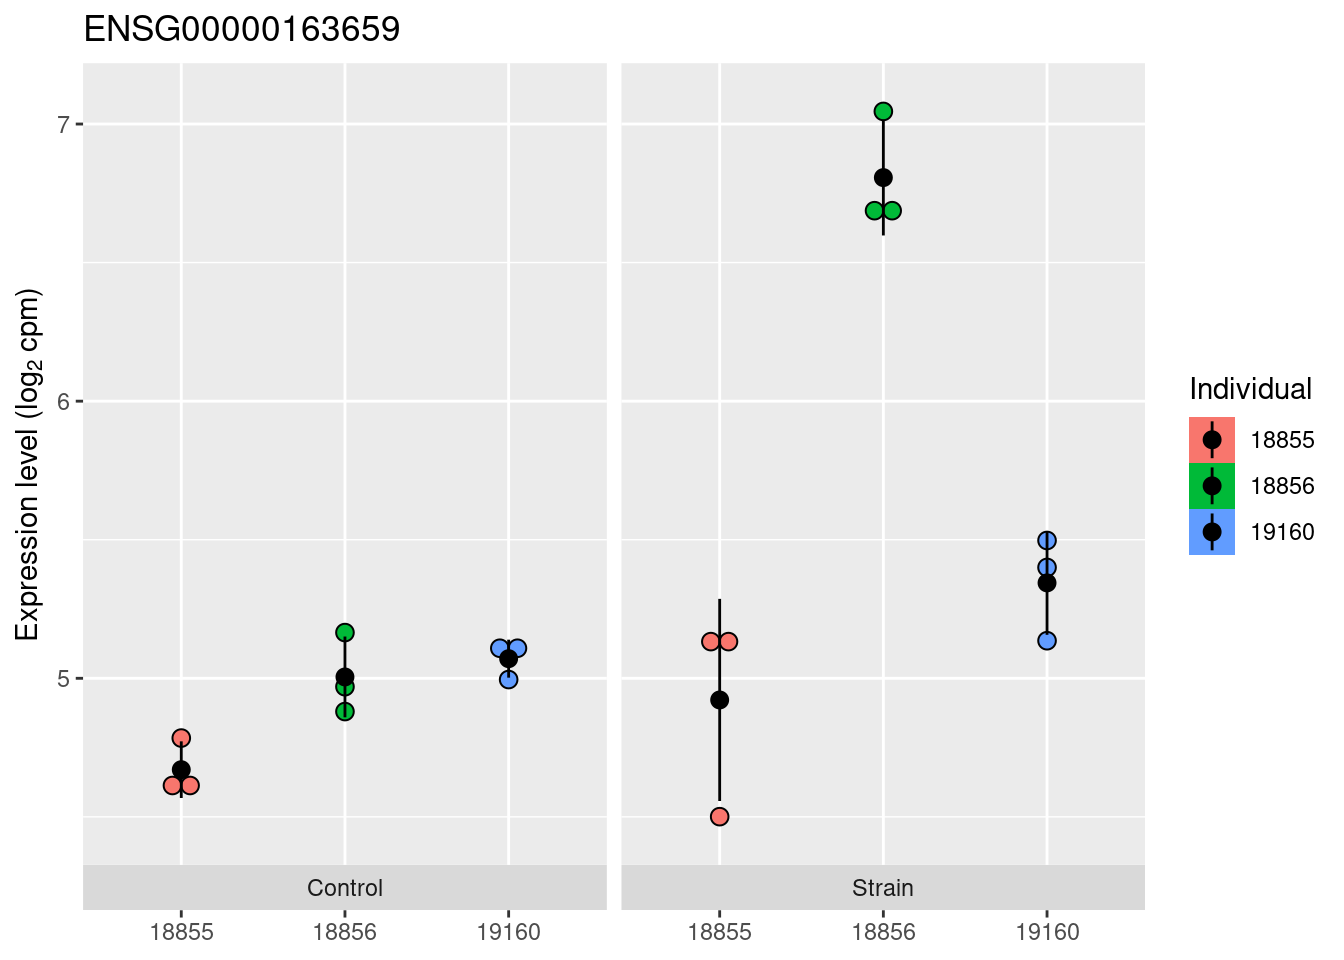 ENSG00000163659
Expression level (log₂ cpm)
7
6
5
Control
Strain
18855
18856
19160
18855
18856
19160
Individual
18855
18856
19160